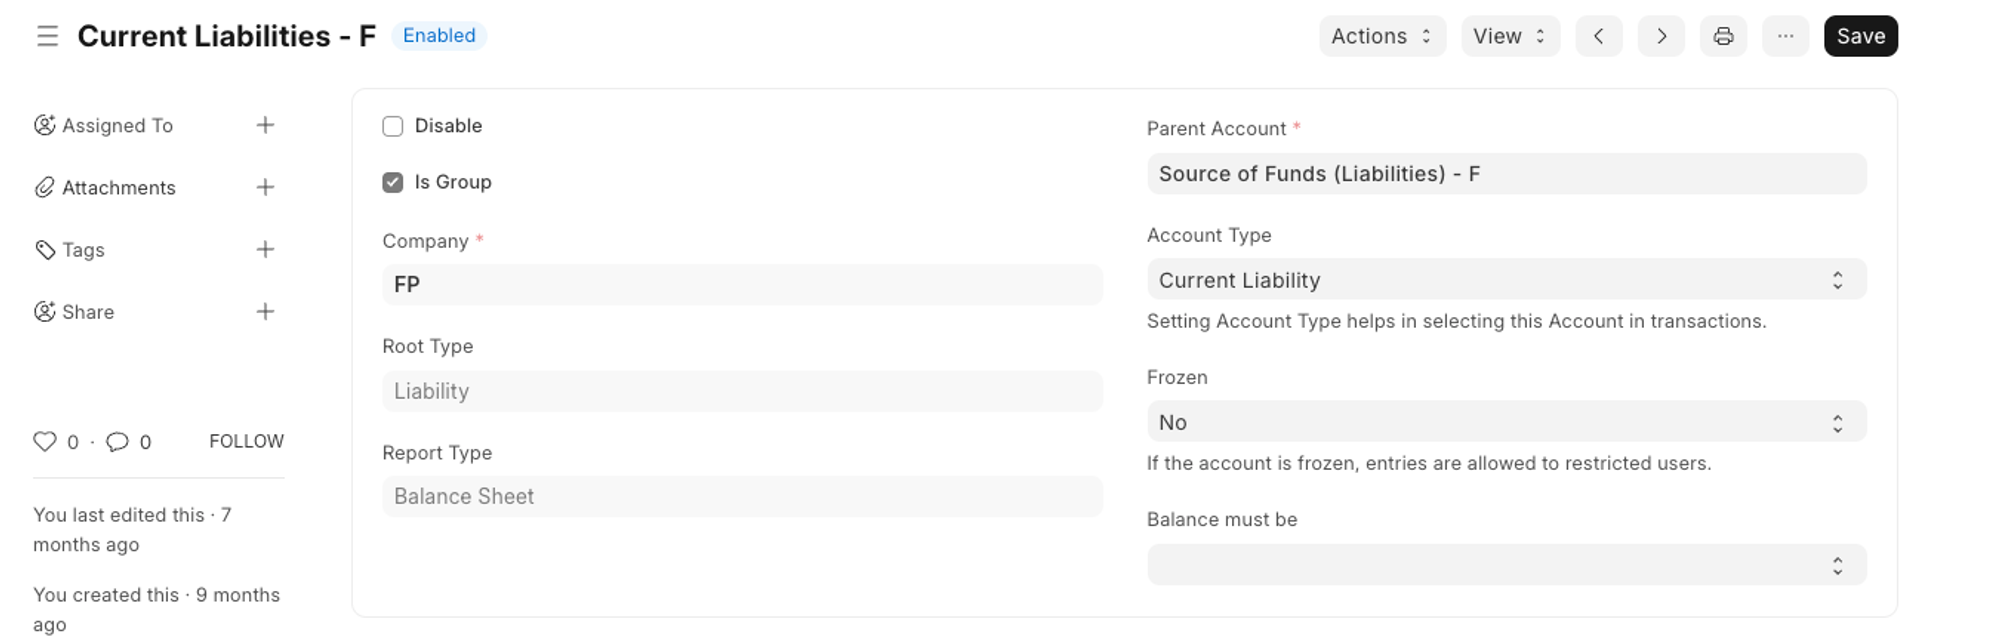 Current Liabilities - F
Enabled
Actions
View
...
Save
Assigned To
Attachments
Tags
Share
0 · 0
FOLLOW
You last edited this · 7
months ago
You created this · 9 months
ago
Disable
Is Group
Company *
FP
Root Type
Liability
Report Type
Balance Sheet
Parent Account *
Source of Funds (Liabilities) - F
Account Type
Current Liability
Setting Account Type helps in selecting this Account in transactions.
Frozen
No
If the account is frozen, entries are allowed to restricted users.
Balance must be